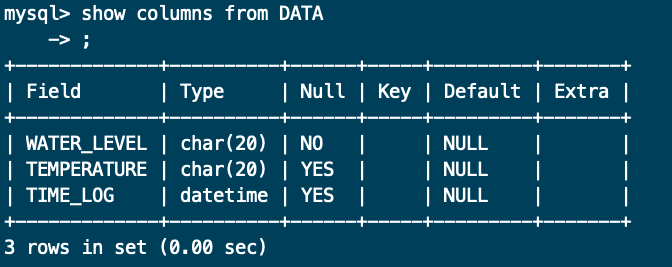 mysql> show columns from DATA
    -> ;
+-------------+----------+------+-----+---------+-------+
| Field       | Type     | Null | Key | Default | Extra |
+-------------+----------+------+-----+---------+-------+
| WATER_LEVEL | char(20) | NO   |     | NULL    |       |
| TEMPERATURE | char(20) | YES  |     | NULL    |       |
| TIME_LOG    | datetime | YES  |     | NULL    |       |
+-------------+----------+------+-----+---------+-------+
3 rows in set (0.00 sec)